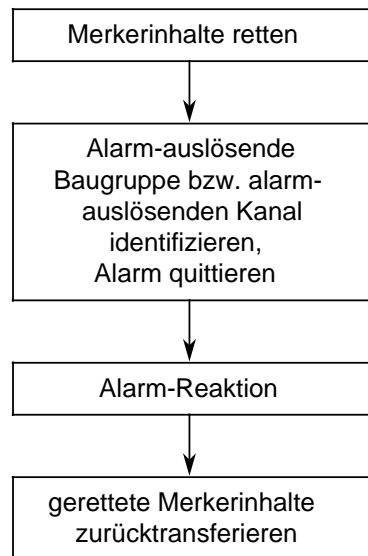 Merkerinhalte retten
Alarm-auslösende
Baugruppe bzw. alarm-
auslösenden Kanal
identifizieren,
Alarm quittieren
Alarm-Reaktion
gerettete Merkerinhalte
zurücktransferieren